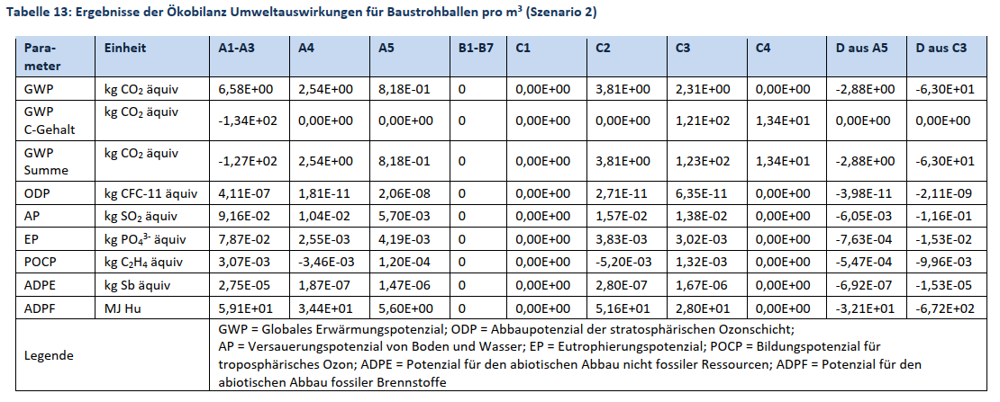 Tabelle 13: Ergebnisse der Ökobilanz Umweltauswirkungen für Baustrohballen pro m³ (Szenario 2)
Para-meter Einheit A1-A3 A4 A5 B1-B7 C1 C2 C3 C4 D aus A5 D aus C3
GWP kg CO₂ äquiv 6,58E+00 2,54E+00 8,18E-01 0 0,00E+00 3,81E+00 2,31E+00 0,00E+00 -2,88E+00 -6,30E+01
GWP C-Gehalt kg CO₂ äquiv -1,34E+02 0,00E+00 0,00E+00 0 0,00E+00 0,00E+00 1,21E+02 1,34E+01 0,00E+00 0,00E+00
GWP Summe kg CO₂ äquiv -1,27E+02 2,54E+00 8,18E-01 0 0,00E+00 3,81E+00 1,23E+02 1,34E+01 -2,88E+00 -6,30E+01
ODP kg CFC-11 äquiv 4,11E-07 1,81E-11 2,06E-08 0 0,00E+00 2,71E-11 6,35E-11 0,00E+00 -3,98E-11 -2,11E-09
AP kg SO₂ äquiv 9,16E-02 1,04E-02 5,70E-03 0 0,00E+00 1,57E-02 1,38E-02 0,00E+00 -6,05E-03 -1,16E-01
EP kg PO₄³⁻ äquiv 7,87E-02 2,55E-03 4,19E-03 0 0,00E+00 3,83E-03 3,02E-03 0,00E+00 -7,63E-04 -1,53E-02
POCP kg C₂H₄ äquiv 3,07E-03 -3,46E-03 1,20E-04 0 0,00E+00 -5,20E-03 1,32E-03 0,00E+00 -5,47E-04 -9,96E-03
ADPE kg Sb äquiv 2,75E-05 1,87E-07 1,47E-06 0 0,00E+00 2,80E-07 1,67E-06 0,00E+00 -6,92E-07 -1,53E-05
ADPF MJ Hu 5,91E+01 3,44E+01 5,60E+00 0 0,00E+00 5,16E+01 2,80E+01 0,00E+00 -3,21E+01 -6,72E+02
Legende
GWP = Globales Erwärmungspotenzial; ODP = Abbaupotenzial der stratosphärischen Ozonschicht;
AP = Versauerungspotenzial von Boden und Wasser; EP = Eutrophierungspotenzial; POCP = Bildungspotenzial für
troposphärisches Ozon; ADPE = Potenzial für den abiotischen Abbau nicht fossiler Ressourcen; ADPF = Potenzial für den
abiotischen Abbau fossiler Brennstoffe